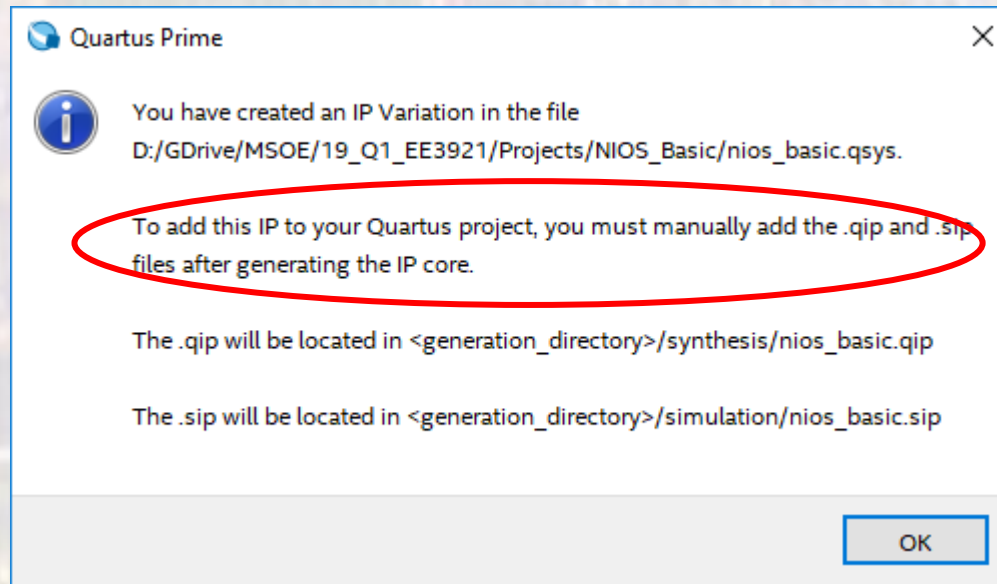 Quartus Prime
You have created an IP Variation in the file
D:/GDrive/MSOE/19_Q1_EE3921/Projects/NIOS_Basic/nios_basic.qsys.
To add this IP to your Quartus project, you must manually add the .qip and .sip
files after generating the IP core.
The .qip will be located in <generation_directory>/synthesis/nios_basic.qip
The .sip will be located in <generation_directory>/simulation/nios_basic.sip
OK